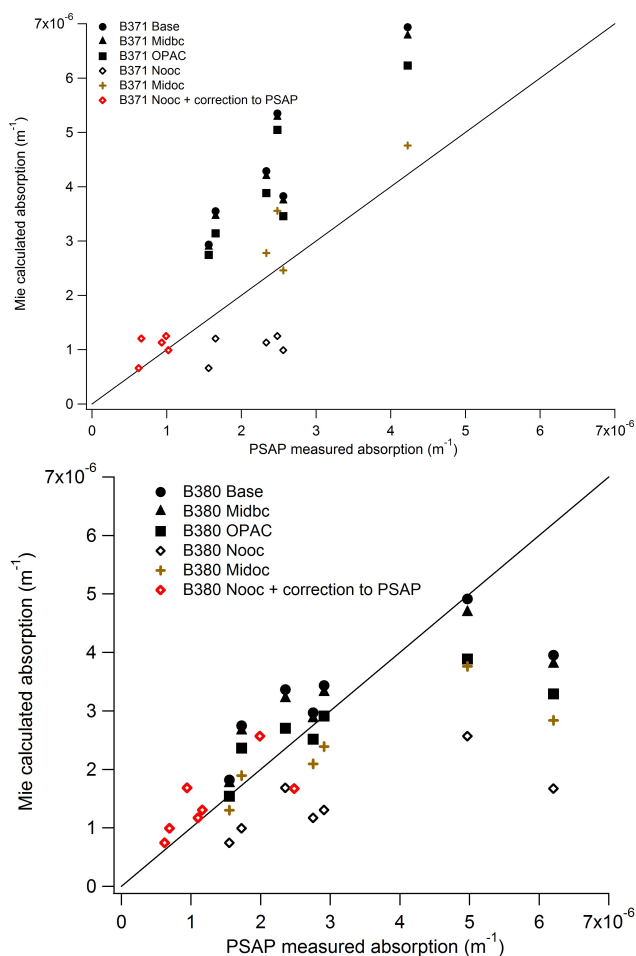 7x10⁻⁶
6
5
4
3
2
1
0
Mie calculated absorption (m⁻¹)
B371 Base
B371 Midbc
B371 OPAC
B371 Nooc
B371 Midoc
B371 Nooc + correction to PSAP
0 1 2 3 4 5 6 7x10⁻⁶
PSAP measured absorption (m⁻¹)
7x10⁻⁶
6
5
4
3
2
1
0
Mie calculated absorption (m⁻¹)
B380 Base
B380 Midbc
B380 OPAC
B380 Nooc
B380 Midoc
B380 Nooc + correction to PSAP
0 1 2 3 4 5 6 7x10⁻⁶
PSAP measured absorption (m⁻¹)